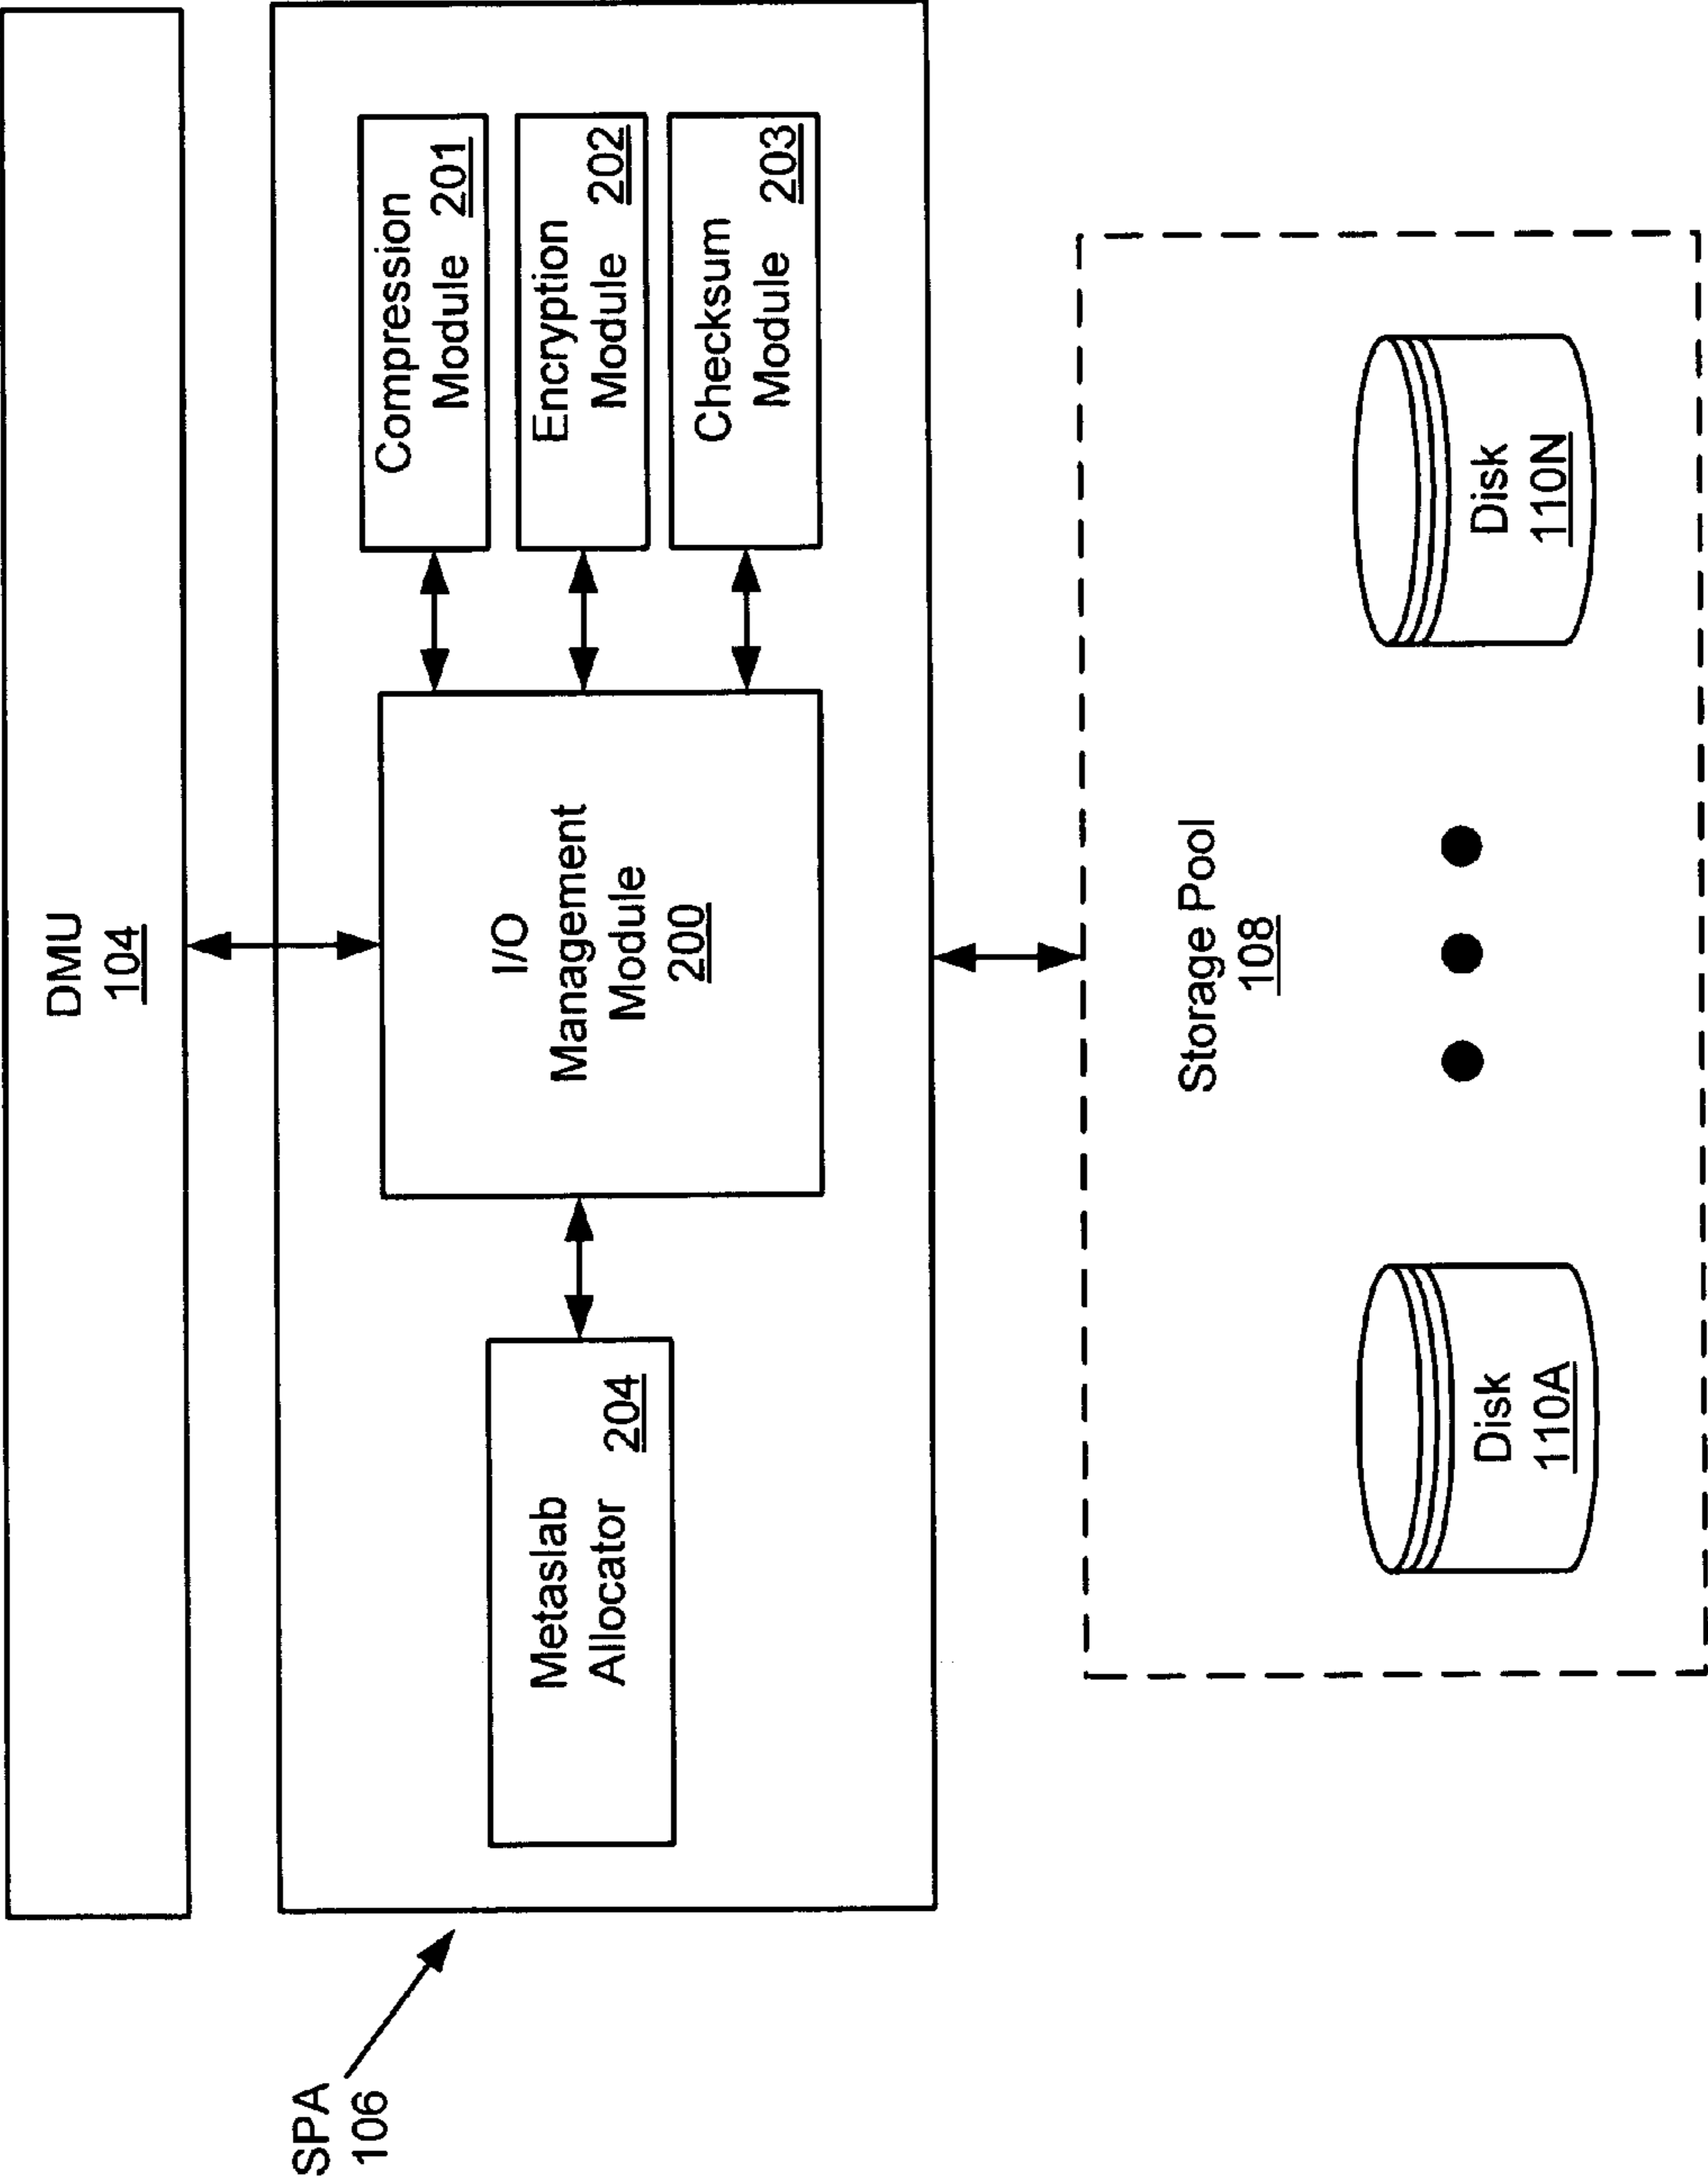 DMU
104
SPA
106
Metaslab
Allocator 204
I/O
Management
Module
200
Compression
Module 201
Encryption
Module 202
Checksum
Module 203
Storage Pool
108
Disk
110A
Disk
110N